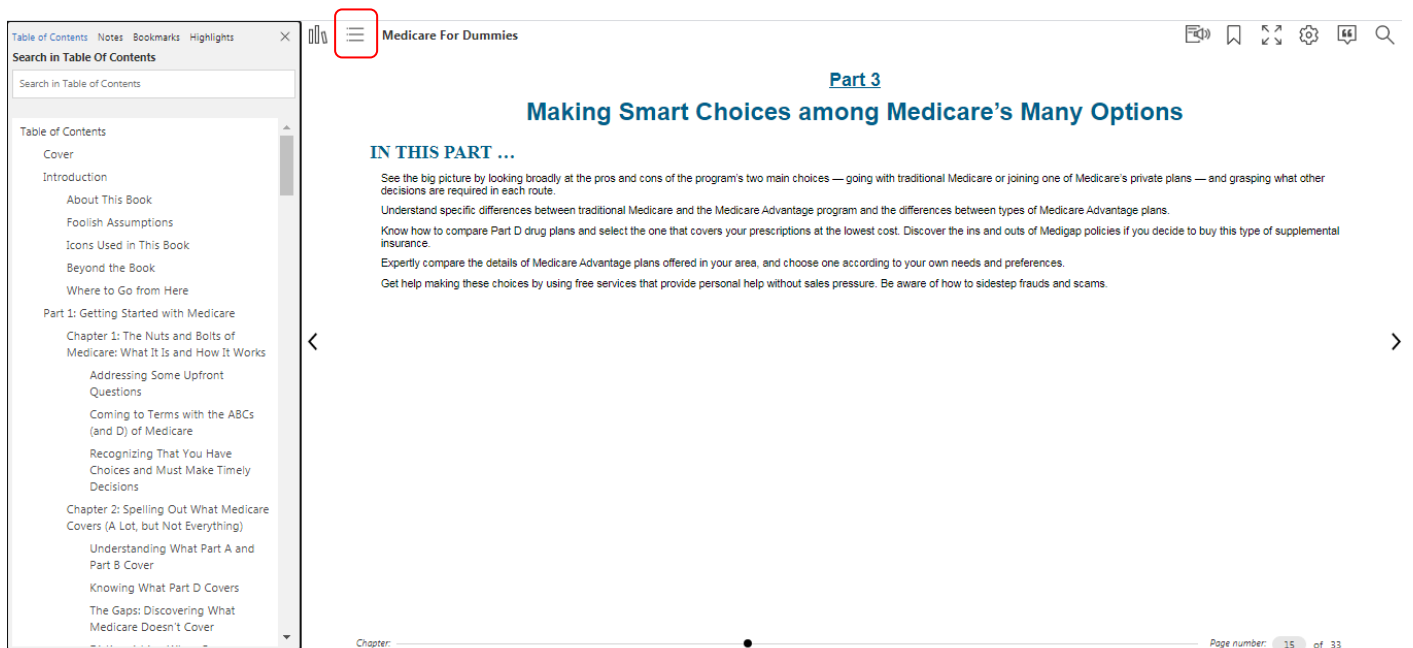 Table of Contents Notes Bookmarks Highlights
Search in Table Of Contents
Search in Table of Contents
Table of Contents
Cover
Introduction
About This Book
Foolish Assumptions
Icons Used in This Book
Beyond the Book
Where to Go from Here
Part 1: Getting Started with Medicare
Chapter 1: The Nuts and Bolts of
Medicare: What It Is and How It Works
Addressing Some Upfront
Questions
Coming to Terms with the ABCs
(and D) of Medicare
Recognizing That You Have
Choices and Must Make Timely
Decisions
Chapter 2: Spelling Out What Medicare
Covers (A Lot, but Not Everything)
Understanding What Part A and
Part B Cover
Knowing What Part D Covers
The Gaps: Discovering What
Medicare Doesn't Cover
Medicare For Dummies
Part 3
Making Smart Choices among Medicare's Many Options
IN THIS PART …
See the big picture by looking broadly at the pros and cons of the program's two main choices — going with traditional Medicare or joining one of Medicare's private plans — and grasping what other
decisions are required in each route.
Understand specific differences between traditional Medicare and the Medicare Advantage program and the differences between types of Medicare Advantage plans.
Know how to compare Part D drug plans and select the one that covers your prescriptions at the lowest cost. Discover the ins and outs of Medigap policies if you decide to buy this type of supplemental
insurance.
Expertly compare the details of Medicare Advantage plans offered in your area, and choose one according to your own needs and preferences.
Get help making these choices by using free services that provide personal help without sales pressure. Be aware of how to sidestep frauds and scams.
Chapter:
Page number: 15 of 33